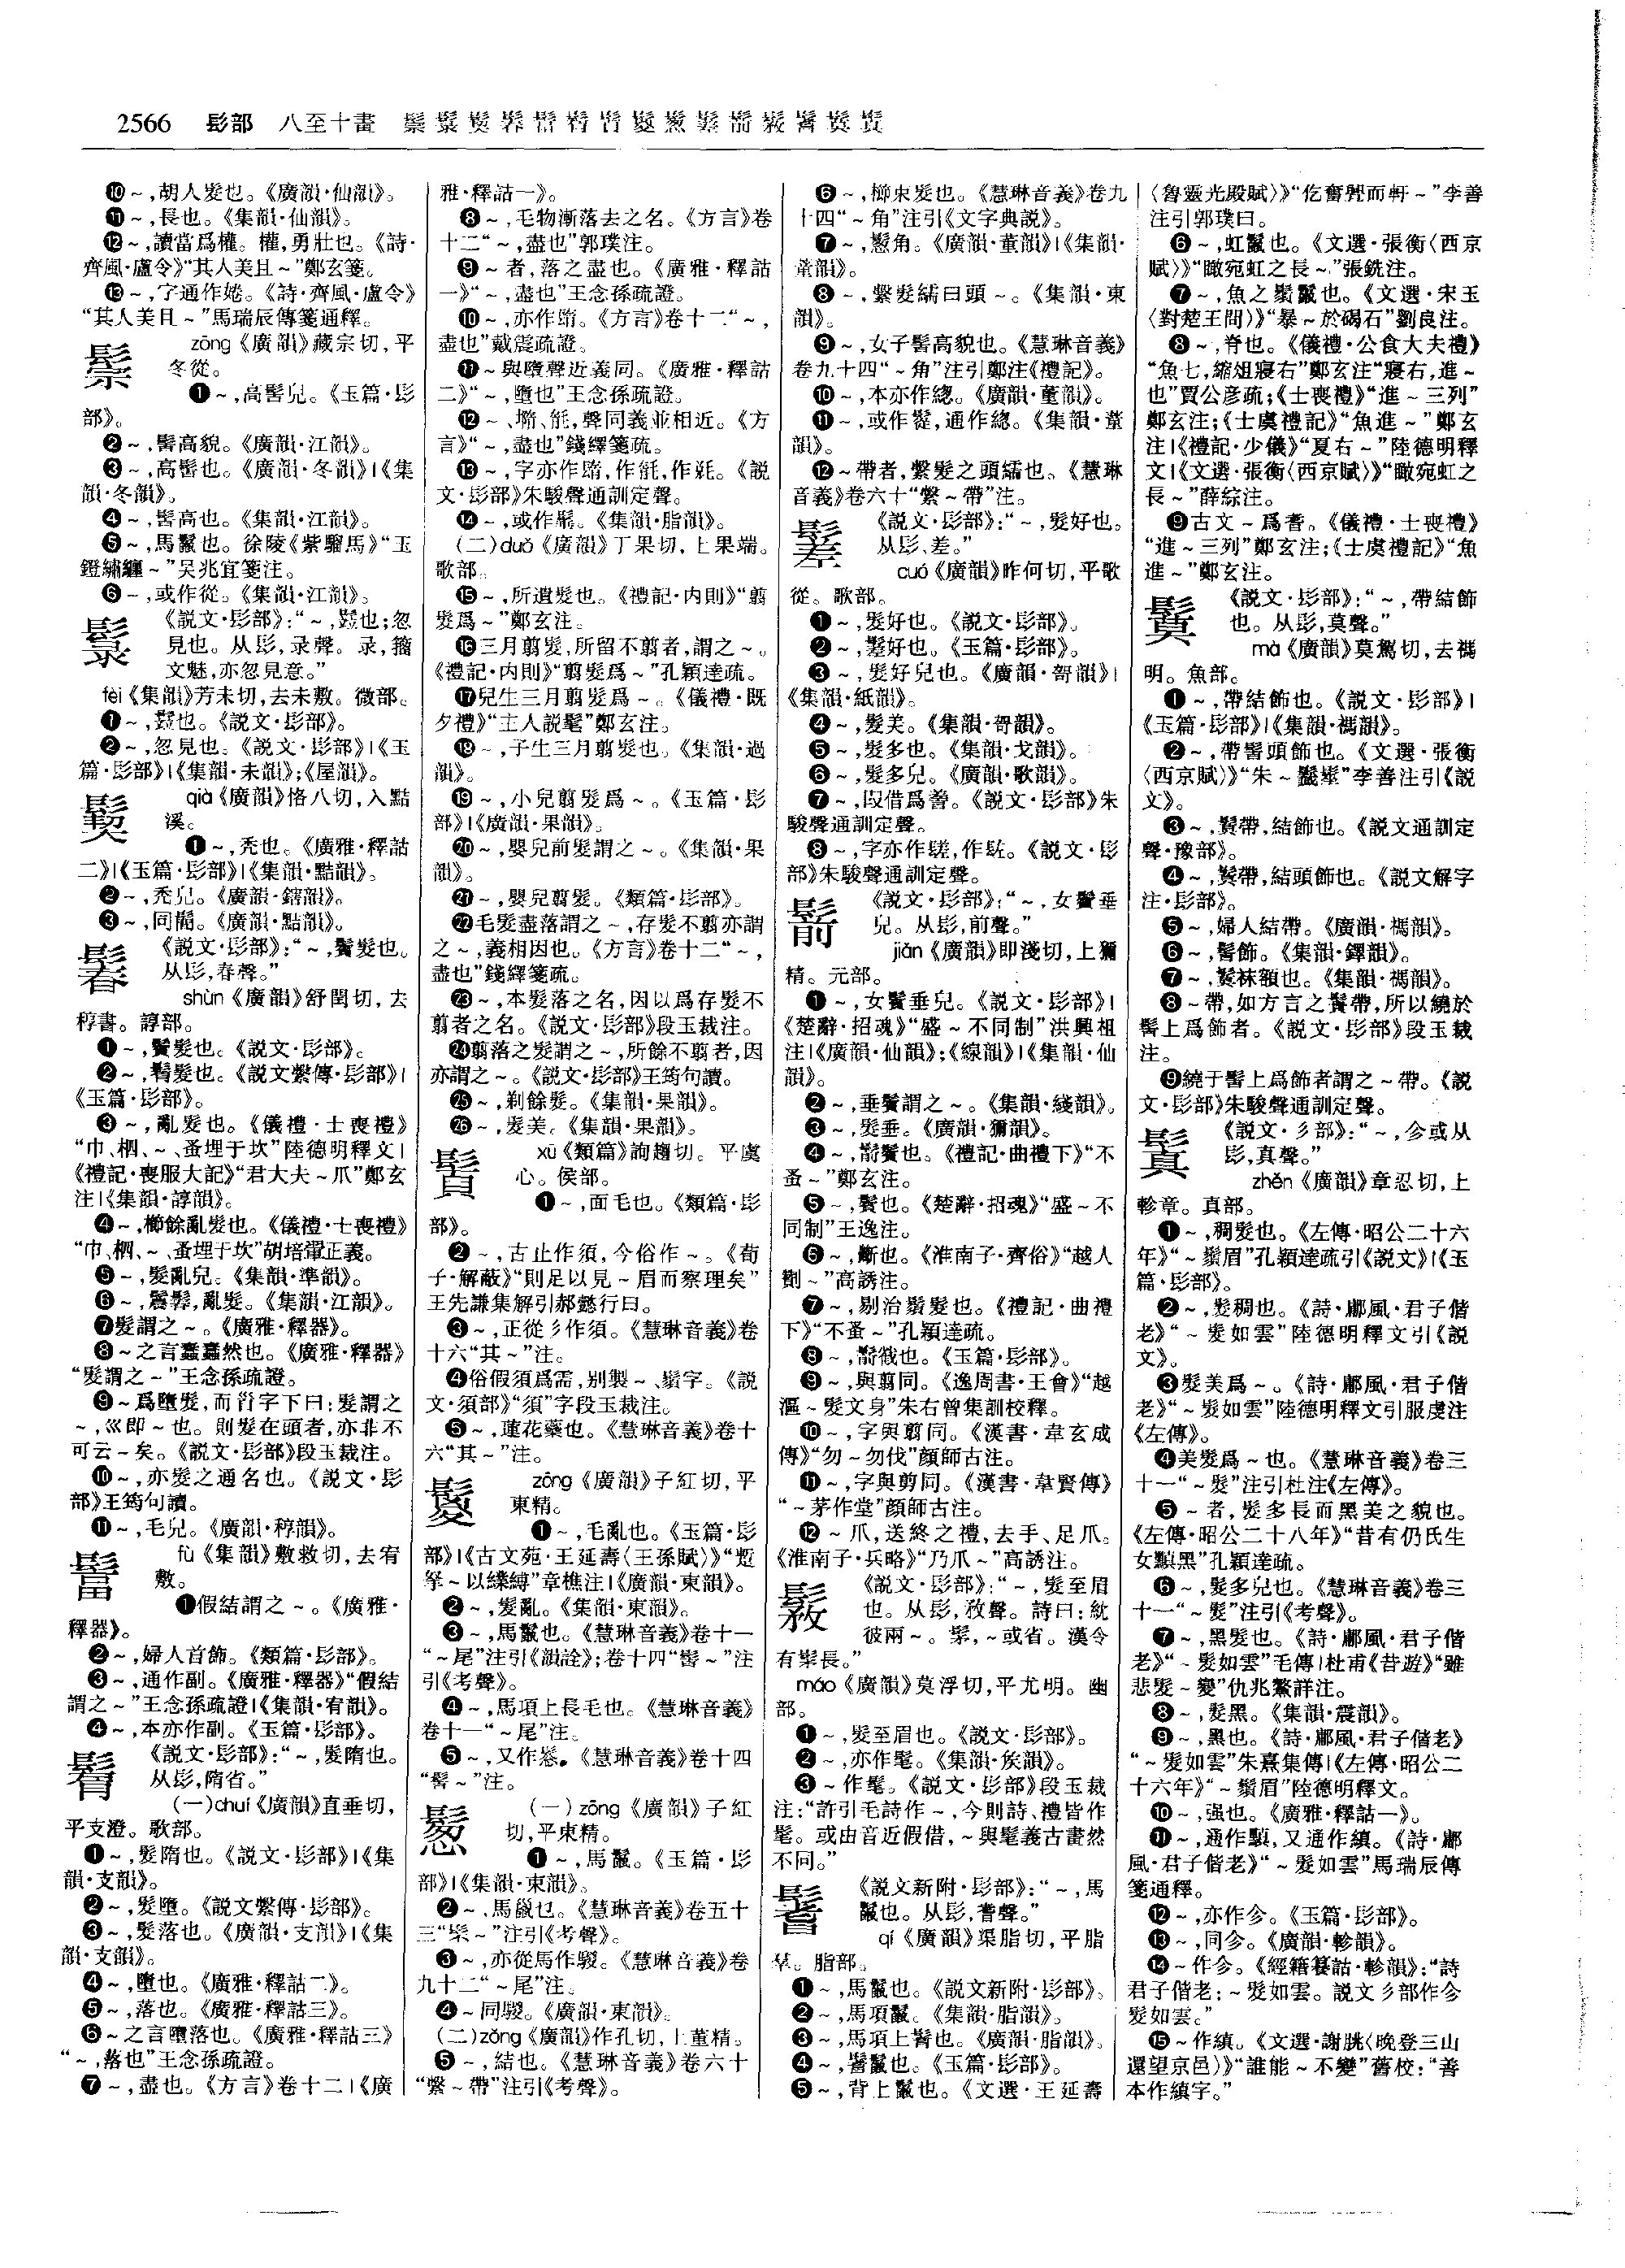 2566 髟部 八至十畫 鬃鬽髮鬊䯽鬌䰅鬉鬆鬋髳鬐鬕鬒
❿～,胡人髮也。《廣韻·仙韻》。
⓫～,長也。《集韻·仙韻》。
⓬～,讀當爲權。權,勇壯也。《詩·
齊風·盧令》“其人美且～”鄭玄箋。
⓭～,字通作婘。《詩·齊風·盧令》
“其人美且～”馬瑞辰傳箋通釋。
鬃 zōng《廣韻》藏宗切,平
冬從。
❶～,高髻皃。《玉篇·髟
部》。
❷～,髻高貌。《廣韻·江韻》。
❸～,高髻也。《廣韻·冬韻》|《集
韻·冬韻》。
❹～,髻高也。《集韻·江韻》。
❺～,馬鬣也。徐陵《紫騮馬》“玉
鐙繡纏～”吴兆宜箋注。
❻～,或作從。《集韻·江韻》。
《説文·髟部》:“～,髴也;忽
見也。从髟,录聲。录,籀
文魅,亦忽見意。”
fèi《集韻》芳未切,去未敷。微部。
❶～,髴也。《説文·髟部》。
❷～,忽見也。《説文·髟部》|《玉
篇·髟部》|《集韻·未韻》;《屋韻》。
qià《廣韻》恪八切,入黠
溪。
❶～,秃也。《廣雅·釋詁
二》|《玉篇·髟部》|《集韻·黠韻》。
❷～,秃皃。《廣韻·鎋韻》。
❸～,同䯊。《廣韻·黠韻》。
鬊 《説文·髟部》:“～,鬢髮也。
从髟,春聲。”
shùn《廣韻》舒閏切,去
稕書。諄部。
❶～,鬢髮也。《説文·髟部》。
❷～,鬌髮也。《説文繫傳·髟部》|
《玉篇·髟部》。
❸～,亂髮也。《儀禮·士喪禮》
“巾、柶、～、蚤埋于坎”陸德明釋文|
《禮記·喪服大記》“君大夫～爪”鄭玄
注|《集韻·諄韻》。
❹～,櫛餘亂髮也。《儀禮·士喪禮》
“巾、柶、～、蚤埋于坎”胡培翬正義。
❺～,髮亂皃。《集韻·準韻》。
❻～,鬞鬊,亂髮。《集韻·江韻》。
❼髮謂之～。《廣雅·釋器》。
❽～之言蠢蠢然也。《廣雅·釋器》
“髮謂之～”王念孫疏證。
❾～爲墮髮,而𩠐字下曰:髮謂之
～,巛即～也。則髮在頭者,亦非不
可云～矣。《説文·髟部》段玉裁注。
❿～,亦髮之通名也。《説文·髟
部》王筠句讀。
⓫～,毛皃。《廣韻·稕韻》。
fù《集韻》敷救切,去宥
敷。
❶假結謂之～。《廣雅·
釋器》。
❷～,婦人首飾。《類篇·髟部》。
❸～,通作副。《廣雅·釋器》“假結
謂之～”王念孫疏證|《集韻·宥韻》。
❹～,本亦作副。《玉篇·髟部》。
鬌 《説文·髟部》:“～,髮隋也。
从髟,隋省。”
(一)chuí《廣韻》直垂切,
平支澄。歌部。
❶～,髮隋也。《説文·髟部》|《集
韻·支韻》。
❷～,髮墮。《説文繫傳·髟部》。
❸～,髮落也。《廣韻·支韻》|《集
韻·支韻》。
❹～,墮也。《廣雅·釋詁二》。
❺～,落也。《廣雅·釋詁三》。
❻～之言墮落也。《廣雅·釋詁三》
“～,落也”王念孫疏證。
❼～,盡也。《方言》卷十二|《廣
雅·釋詁一》。
❽～,毛物漸落去之名。《方言》卷
十二“～,盡也”郭璞注。
❾～者,落之盡也。《廣雅·釋詁
一》“～,盡也”王念孫疏證。
❿～,亦作䠤。《方言》卷十二“～,
盡也”戴震疏證。
⓫～與墮聲近義同。《廣雅·釋詁
二》“～,墮也”王念孫疏證。
⓬～、㙐、毻,聲同義並相近。《方
言》“～,盡也”錢繹箋疏。
⓭～,字亦作䠤,作毻,作毤。《説
文·髟部》朱駿聲通訓定聲。
⓮～,或作鬄。《集韻·脂韻》。
(二)duǒ《廣韻》丁果切,上果端。
歌部。
⓯～,所遺髮也。《禮記·内則》“翦
髮爲～”鄭玄注。
⓰三月翦髮,所留不翦者,謂之～。
《禮記·内則》“翦髮爲～”孔穎達疏。
⓱兒生三月翦髮爲～。《儀禮·既
夕禮》“主人説髦”鄭玄注。
⓲～,子生三月翦髮也。《集韻·過
韻》。
⓳～,小兒翦髮爲～。《玉篇·髟
部》|《廣韻·果韻》。
⓴～,嬰兒前髮謂之～。《集韻·果
韻》。
㉑～,嬰兒翦髮。《類篇·髟部》。
㉒毛髮盡落謂之～,存髮不翦亦謂
之～,義相因也。《方言》卷十二“～,
盡也”錢繹箋疏。
㉓～,本髮落之名,因以爲存髮不
翦者之名。《説文·髟部》段玉裁注。
㉔翦落之髮謂之～,所餘不翦者,因
亦謂之～。《説文·髟部》王筠句讀。
㉕～,剃餘髮。《集韻·果韻》。
㉖～,髮美。《集韻·果韻》。
xū《類篇》詢趨切。平虞
心。侯部。
❶～,面毛也。《類篇·髟
部》。
❷～,古止作須,今俗作～。《荀
子·解蔽》“則足以見～眉而察理矣”
王先謙集解引郝懿行曰。
❸～,正從彡作須。《慧琳音義》卷
十六“其～”注。
❹俗假須爲需,别製～、鬚字。《説
文·須部》“須”字段玉裁注。
❺～,蓮花蘂也。《慧琳音義》卷十
六“其～”注。
鬉 zōng《廣韻》子紅切,平
東精。
❶～,毛亂也。《玉篇·髟
部》|《古文苑·王延壽〈王孫賦〉》“踅
拏～以緤縛”章樵注|《廣韻·東韻》。
❷～,髮亂。《集韻·東韻》。
❸～,馬鬣也。《慧琳音義》卷十一
“～尾”注引《韻詮》;卷十四“髻～”注
引《考聲》。
❹～,馬項上長毛也。《慧琳音義》
卷十一“～尾”注。
❺～,又作鬆。《慧琳音義》卷十四
“髻～”注。
(一)zōng《廣韻》子紅
切,平東精。
❶～,馬鬣。《玉篇·髟
部》|《集韻·東韻》。
❷～,馬鬣也。《慧琳音義》卷五十
三“髤～”注引《考聲》。
❸～,亦從馬作騣。《慧琳音義》卷
九十二“～尾”注。
❹～同騣。《廣韻·東韻》。
(二)zǒng《廣韻》作孔切,上董精。
❺～,結也。《慧琳音義》卷六十
“繫～帶”注引《考聲》。
❻～,櫛束髮也。《慧琳音義》卷九
十四“～角”注引《文字典説》。
❼～,鬆角。《廣韻·董韻》|《集韻·
董韻》。
❽～,繫髮繻曰頭～。《集韻·東
韻》。
❾～,女子髻高貌也。《慧琳音義》
卷九十四“～角”注引鄭注《禮記》。
❿～,本亦作緫。《廣韻·董韻》。
⓫～,或作鬆,通作緫。《集韻·董
韻》。
⓬～帶者,繫髮之頭繻也。《慧琳
音義》卷六十“繫～帶”注。
《説文·髟部》:“～,髮好也。
从髟、差。”
cuó《廣韻》昨何切,平歌
從。歌部。
❶～,髮好也。《説文·髟部》。
❷～,鬈好也。《玉篇·髟部》。
❸～,髮好皃也。《廣韻·哿韻》|
《集韻·紙韻》。
❹～,髮美。《集韻·哿韻》。
❺～,髮多也。《集韻·戈韻》。
❻～,髮多皃。《廣韻·歌韻》。
❼～,叚借爲善。《説文·髟部》朱
駿聲通訓定聲。
❽～,字亦作䑘,作䰈。《説文·髟
部》朱駿聲通訓定聲。
鬋 《説文·髟部》:“～,女鬢垂
皃。从髟,前聲。”
jiǎn《廣韻》即淺切,上獮
精。元部。
❶～,女鬢垂皃。《説文·髟部》|
《楚辭·招魂》“盛～不同制”洪興祖
注|《廣韻·仙韻》;《線韻》|《集韻·仙
韻》。
❷～,垂鬢謂之～。《集韻·綫韻》。
❸～,髮垂。《廣韻·獮韻》。
❹～,鬋鬢也。《禮記·曲禮下》“不
蚤～”鄭玄注。
❺～,鬢也。《楚辭·招魂》“盛～不
同制”王逸注。
❻～,斷也。《淮南子·齊俗》“越人
劗～”高誘注。
❼～,剔治鬚髮也。《禮記·曲禮
下》“不蚤～”孔穎達疏。
❽～,鬋截也。《玉篇·髟部》。
❾～,與翦同。《逸周書·王會》“越
漚～髮文身”朱右曾集訓校釋。
❿～,字與翦同。《漢書·韋玄成
傳》“勿～勿伐”顔師古注。
⓫～,字與剪同。《漢書·韋賢傳》
“～茅作堂”顔師古注。
⓬～爪,送終之禮,去手、足爪。
《淮南子·兵略》“乃爪～”高誘注。
《説文·髟部》:“～,髮至眉
也。从髟,敄聲。詩曰:紞
彼兩～。髳,～或省。漢令
有髳長。”
máo《廣韻》莫浮切,平尤明。幽
部。
❶～,髮至眉也。《説文·髟部》。
❷～,亦作髦。《集韻·矦韻》。
❸～作髦。《説文·髟部》段玉裁
注:“許引毛詩作～,今則詩、禮皆作
髦。或由音近假借,～與髦義古畫然
不同。”
鬐 《説文新附·髟部》:“～,馬
鬣也。从髟,耆聲。”
qí《廣韻》渠脂切,平脂
羣。脂部。
❶～,馬鬣也。《説文新附·髟部》。
❷～,馬項鬣。《集韻·脂韻》。
❸～,馬項上鬐也。《廣韻·脂韻》。
❹～,鬐鬣也。《玉篇·髟部》。
❺～,背上鬣也。《文選·王延壽
〈魯靈光殿賦〉》“仡奮舋而軒～”李善
注引郭璞曰。
❻～,虹鬣也。《文選·張衡〈西京
賦〉》“瞰宛虹之長～”張銑注。
❼～,魚之鬚鬣也。《文選·宋玉
〈對楚王問〉》“暴～於碣石”劉良注。
❽～,脊也。《儀禮·公食大夫禮》
“魚七,縮俎寢右”鄭玄注“寢右,進～
也”賈公彦疏;《士喪禮》“進～三列”
鄭玄注;《士虞禮記》“魚進～”鄭玄
注|《禮記·少儀》“夏右～”陸德明釋
文|《文選·張衡〈西京賦〉》“瞰宛虹之
長～”薛綜注。
❾古文～爲耆。《儀禮·士喪禮》
“進～三列”鄭玄注;《士虞禮記》“魚
進～”鄭玄注。
鬕 《説文·髟部》:“～,帶結飾
也。从髟,莫聲。”
mà《廣韻》莫駕切,去禡
明。魚部。
❶～,帶結飾也。《説文·髟部》|
《玉篇·髟部》|《集韻·禡韻》。
❷～,帶髻頭飾也。《文選·張衡
〈西京賦〉》“朱～䰎髽”李善注引《説
文》。
❸～,鬕帶,結飾也。《説文通訓定
聲·豫部》。
❹～,鬕帶,結頭飾也。《説文解字
注·髟部》。
❺～,婦人結帶。《廣韻·禡韻》。
❻～,髻飾。《集韻·鐸韻》。
❼～,鬕袜額也。《集韻·禡韻》。
❽～帶,如方言之鬢帶,所以繞於
髻上爲飾者。《説文·髟部》段玉裁
注。
❾繞于髻上爲飾者謂之～帶。《説
文·髟部》朱駿聲通訓定聲。
鬒 《説文·彡部》:“～,㐱或从
髟,真聲。”
zhěn《廣韻》章忍切,上
軫章。真部。
❶～,稠髮也。《左傳·昭公二十六
年》“～鬚眉”孔穎達疏引《説文》|《玉
篇·髟部》。
❷～,髮稠也。《詩·鄘風·君子偕
老》“～髮如雲”陸德明釋文引《説
文》。
❸髮美爲～。《詩·鄘風·君子偕
老》“～髮如雲”陸德明釋文引服虔注
《左傳》。
❹美髮爲～也。《慧琳音義》卷三
十一“～髮”注引杜注《左傳》。
❺～者,髮多長而黑美之貌也。
《左傳·昭公二十八年》“昔有仍氏生
女黰黑”孔穎達疏。
❻～,髮多皃也。《慧琳音義》卷三
十一“～髮”注引《考聲》。
❼～,黑髮也。《詩·鄘風·君子偕
老》“～髮如雲”毛傳|杜甫《昔遊》“雖
悲髮～變”仇兆鰲詳注。
❽～,髮黑。《集韻·震韻》。
❾～,黑也。《詩·鄘風·君子偕老》
“～髮如雲”朱熹集傳|《左傳·昭公二
十六年》“～鬚眉”陸德明釋文。
❿～,强也。《廣雅·釋詁一》。
⓫～,通作黰,又通作縝。《詩·鄘
風·君子偕老》“～髮如雲”馬瑞辰傳
箋通釋。
⓬～,亦作㐱。《玉篇·髟部》。
⓭～,同㐱。《廣韻·軫韻》。
⓮～作㐱。《經籍籑詁·軫韻》:“詩
君子偕老:～髮如雲。説文彡部作㐱
髮如雲。”
⓯～作縝。《文選·謝朓〈晚登三山
還望京邑〉》“誰能～不變”舊校:“善
本作縝字。”